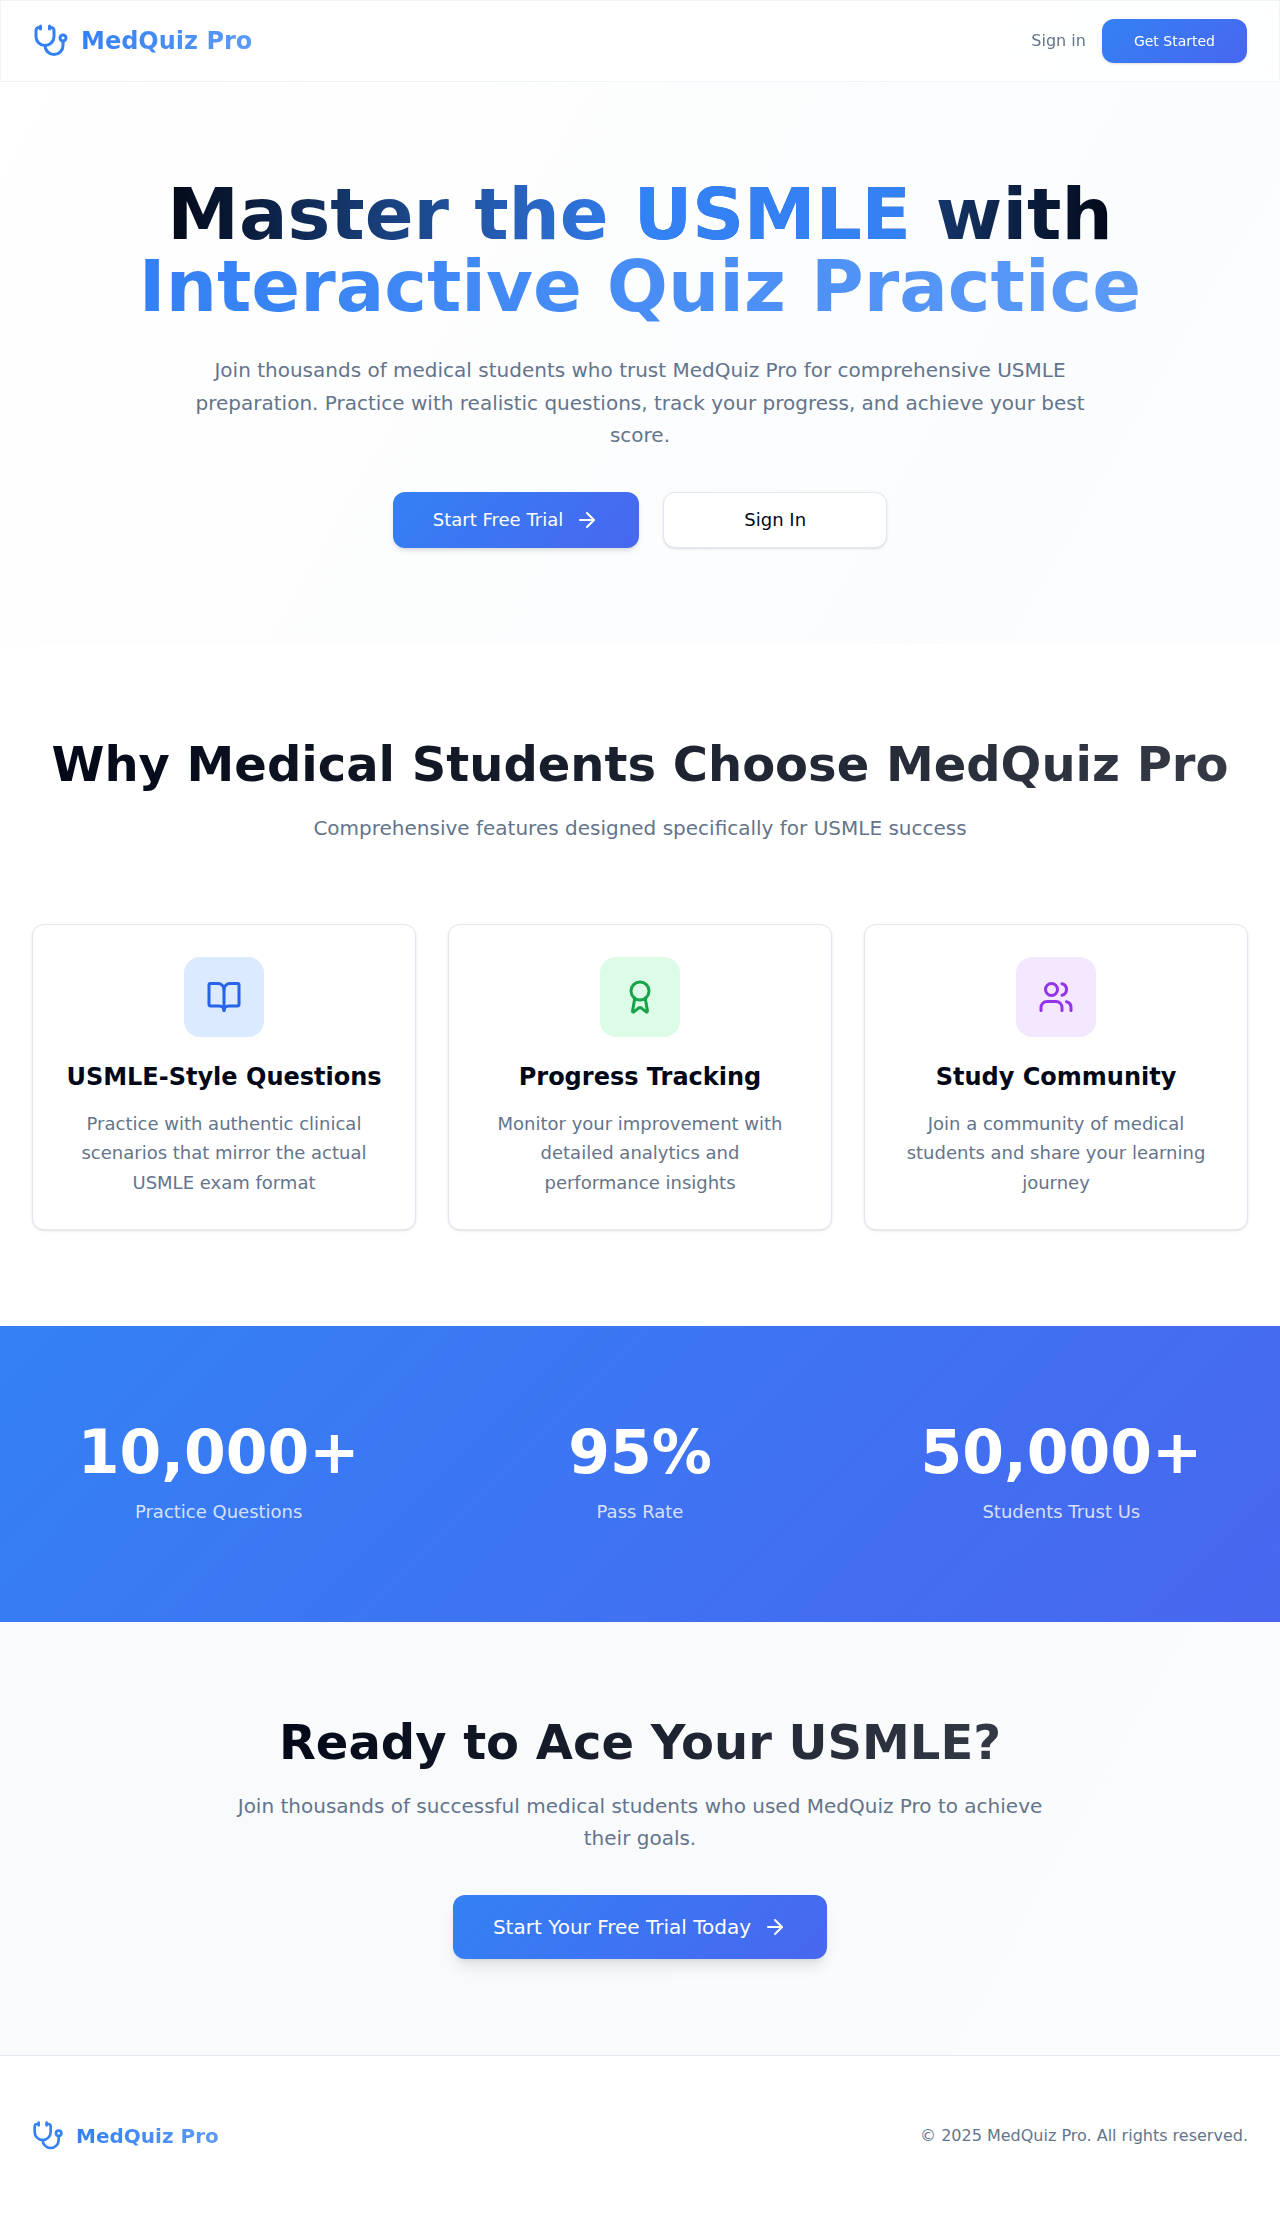 MedQuiz Pro
Sign in
Get Started
Master the USMLE with
Interactive Quiz Practice
Join thousands of medical students who trust MedQuiz Pro for comprehensive USMLE
preparation. Practice with realistic questions, track your progress, and achieve your best
score.
Start Free Trial
Sign In
Why Medical Students Choose MedQuiz Pro
Comprehensive features designed specifically for USMLE success
USMLE-Style Questions
Practice with authentic clinical
scenarios that mirror the actual
USMLE exam format
Progress Tracking
Monitor your improvement with
detailed analytics and
performance insights
Study Community
Join a community of medical
students and share your learning
journey
10,000+
Practice Questions
95%
Pass Rate
50,000+
Students Trust Us
Ready to Ace Your USMLE?
Join thousands of successful medical students who used MedQuiz Pro to achieve
their goals.
Start Your Free Trial Today
MedQuiz Pro
© 2025 MedQuiz Pro. All rights reserved.